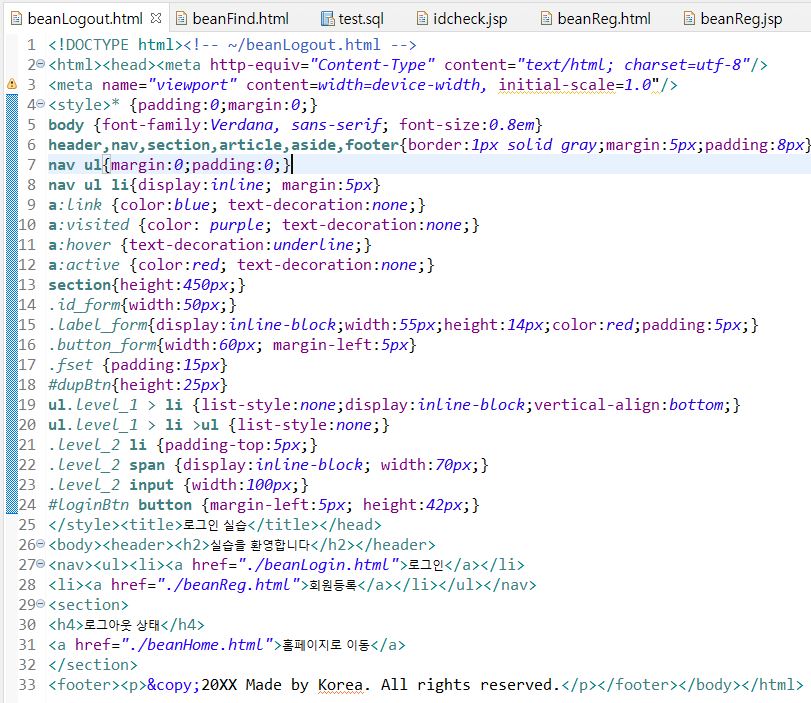 beanLogout.html beanFind.html test.sql idcheck.jsp beanReg.html beanReg.jsp
1 <!DOCTYPE html><!-- ~/beanLogout.html -->
2 <html><head><meta http-equiv="Content-Type" content="text/html; charset=utf-8"/>
3 <meta name="viewport" content=width=device-width, initial-scale=1.0"/>
4 <style>* {padding:0;margin:0;}
5 body {font-family:Verdana, sans-serif; font-size:0.8em}
6 header,nav,section,article,aside,footer{border:1px solid gray;margin:5px;padding:8px}
7 nav ul{margin:0;padding:0;}
8 nav ul li{display:inline; margin:5px}
9 a:link {color:blue; text-decoration:none;}
10 a:visited {color: purple; text-decoration:none;}
11 a:hover {text-decoration:underline;}
12 a:active {color:red; text-decoration:none;}
13 section{height:450px;}
14 .id_form{width:50px;}
15 .label_form{display:inline-block;width:55px;height:14px;color:red;padding:5px;}
16 .button_form{width:60px; margin-left:5px}
17 .fset {padding:15px}
18 #dupBtn{height:25px}
19 ul.level_1 > li {list-style:none;display:inline-block;vertical-align:bottom;}
20 ul.level_1 > li >ul {list-style:none;}
21 .level_2 li {padding-top:5px;}
22 .level_2 span {display:inline-block; width:70px;}
23 .level_2 input {width:100px;}
24 #loginBtn button {margin-left:5px; height:42px;}
25 </style><title>로그인 실습</title></head>
26 <body><header><h2>실습을 환영합니다</h2></header>
27 <nav><ul><li><a href="./beanLogin.html">로그인</a></li>
28 <li><a href="./beanReg.html">회원등록</a></li></ul></nav>
29 <section>
30 <h4>로그아웃 상태</h4>
31 <a href="./beanHome.html">홈페이지로 이동</a>
32 </section>
33 <footer><p>&copy;20XX Made by Korea. All rights reserved.</p></footer></body></html>